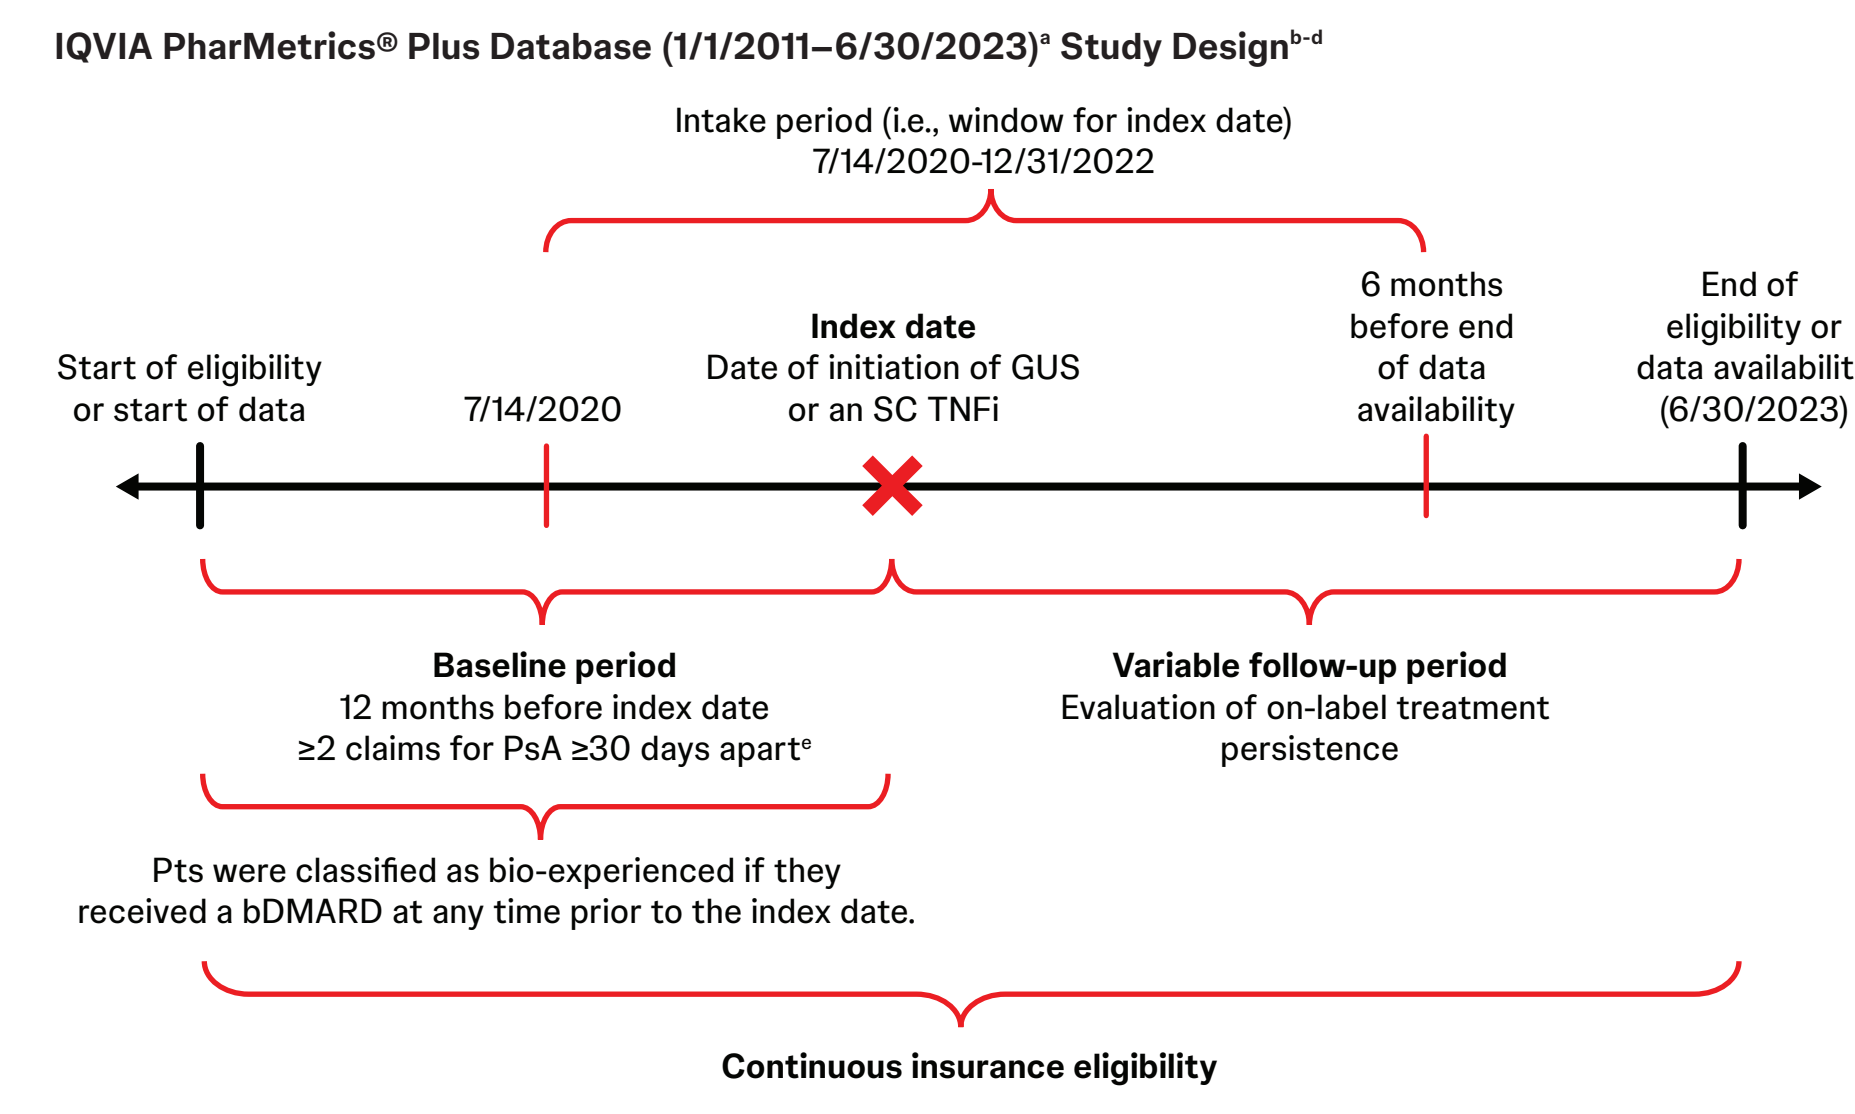 IQVIA PharMetrics® Plus Database (1/1/2011–6/30/2023)ᵃ Study Designᵇ⁻ᵈ
Intake period (i.e., window for index date)
7/14/2020-12/31/2022
Start of eligibility
or start of data
7/14/2020
Index date
Date of initiation of GUS
or an SC TNFi
6 months
before end
of data
availability
End of
eligibility or
data availabilit
(6/30/2023)
Baseline period
12 months before index date
≥2 claims for PsA ≥30 days apartᵉ
Variable follow-up period
Evaluation of on-label treatment
persistence
Pts were classified as bio-experienced if they
received a bDMARD at any time prior to the index date.
Continuous insurance eligibility